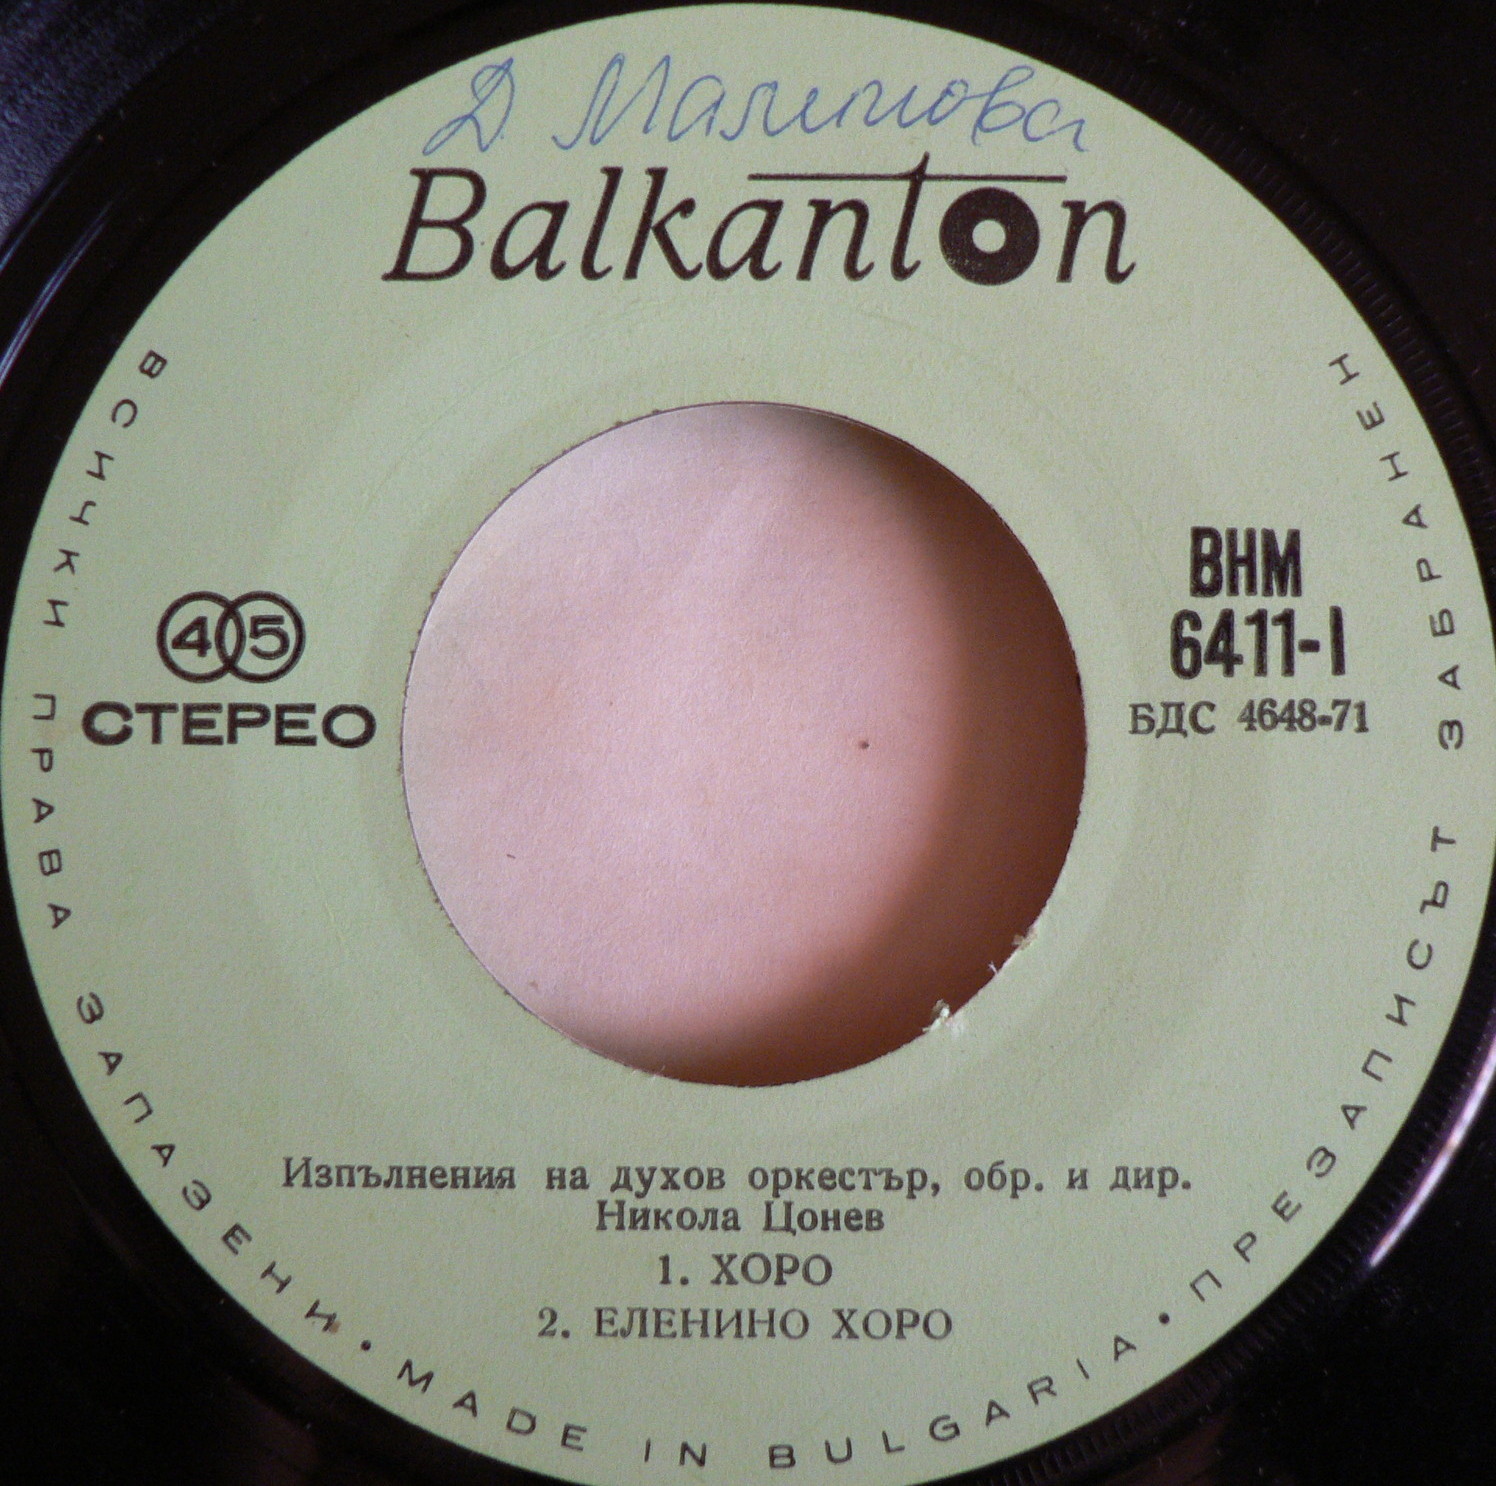 Д. Малинова
Balkanton
45
СТЕРЕО
ВНМ
6411-I
БДС 4648-71
Изпълнения на духов оркестър, обр. и дир.
Никола Цонев
1. ХОРО
2. ЕЛЕНИНО ХОРО
ВСИЧКИ ПРАВА ЗАПАЗЕНИ • MADE IN BULGARIA • ПРЕЗАПИСЪТ ЗАБРАНЕН